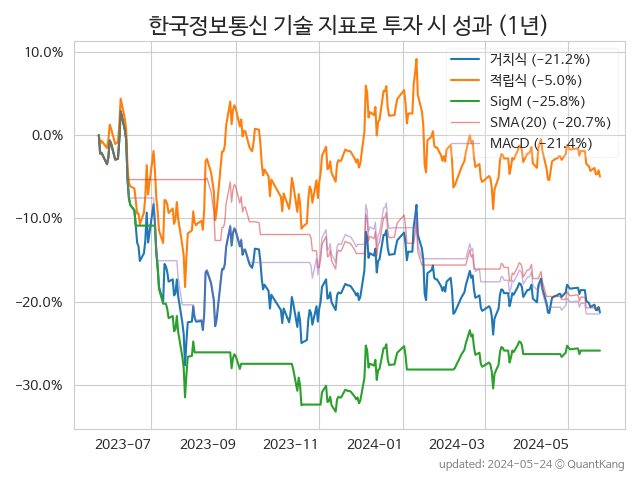 한국정보통신 기술 지표로 투자 시 성과 (1년)
10.0%
0.0%
−10.0%
−20.0%
−30.0%
거치식 (−21.2%)
적립식 (−5.0%)
SigM (−25.8%)
SMA(20) (−20.7%)
MACD (−21.4%)
2023-07
2023-09
2023-11
2024-01
2024-03
2024-05
updated: 2024-05-24 © QuantKang